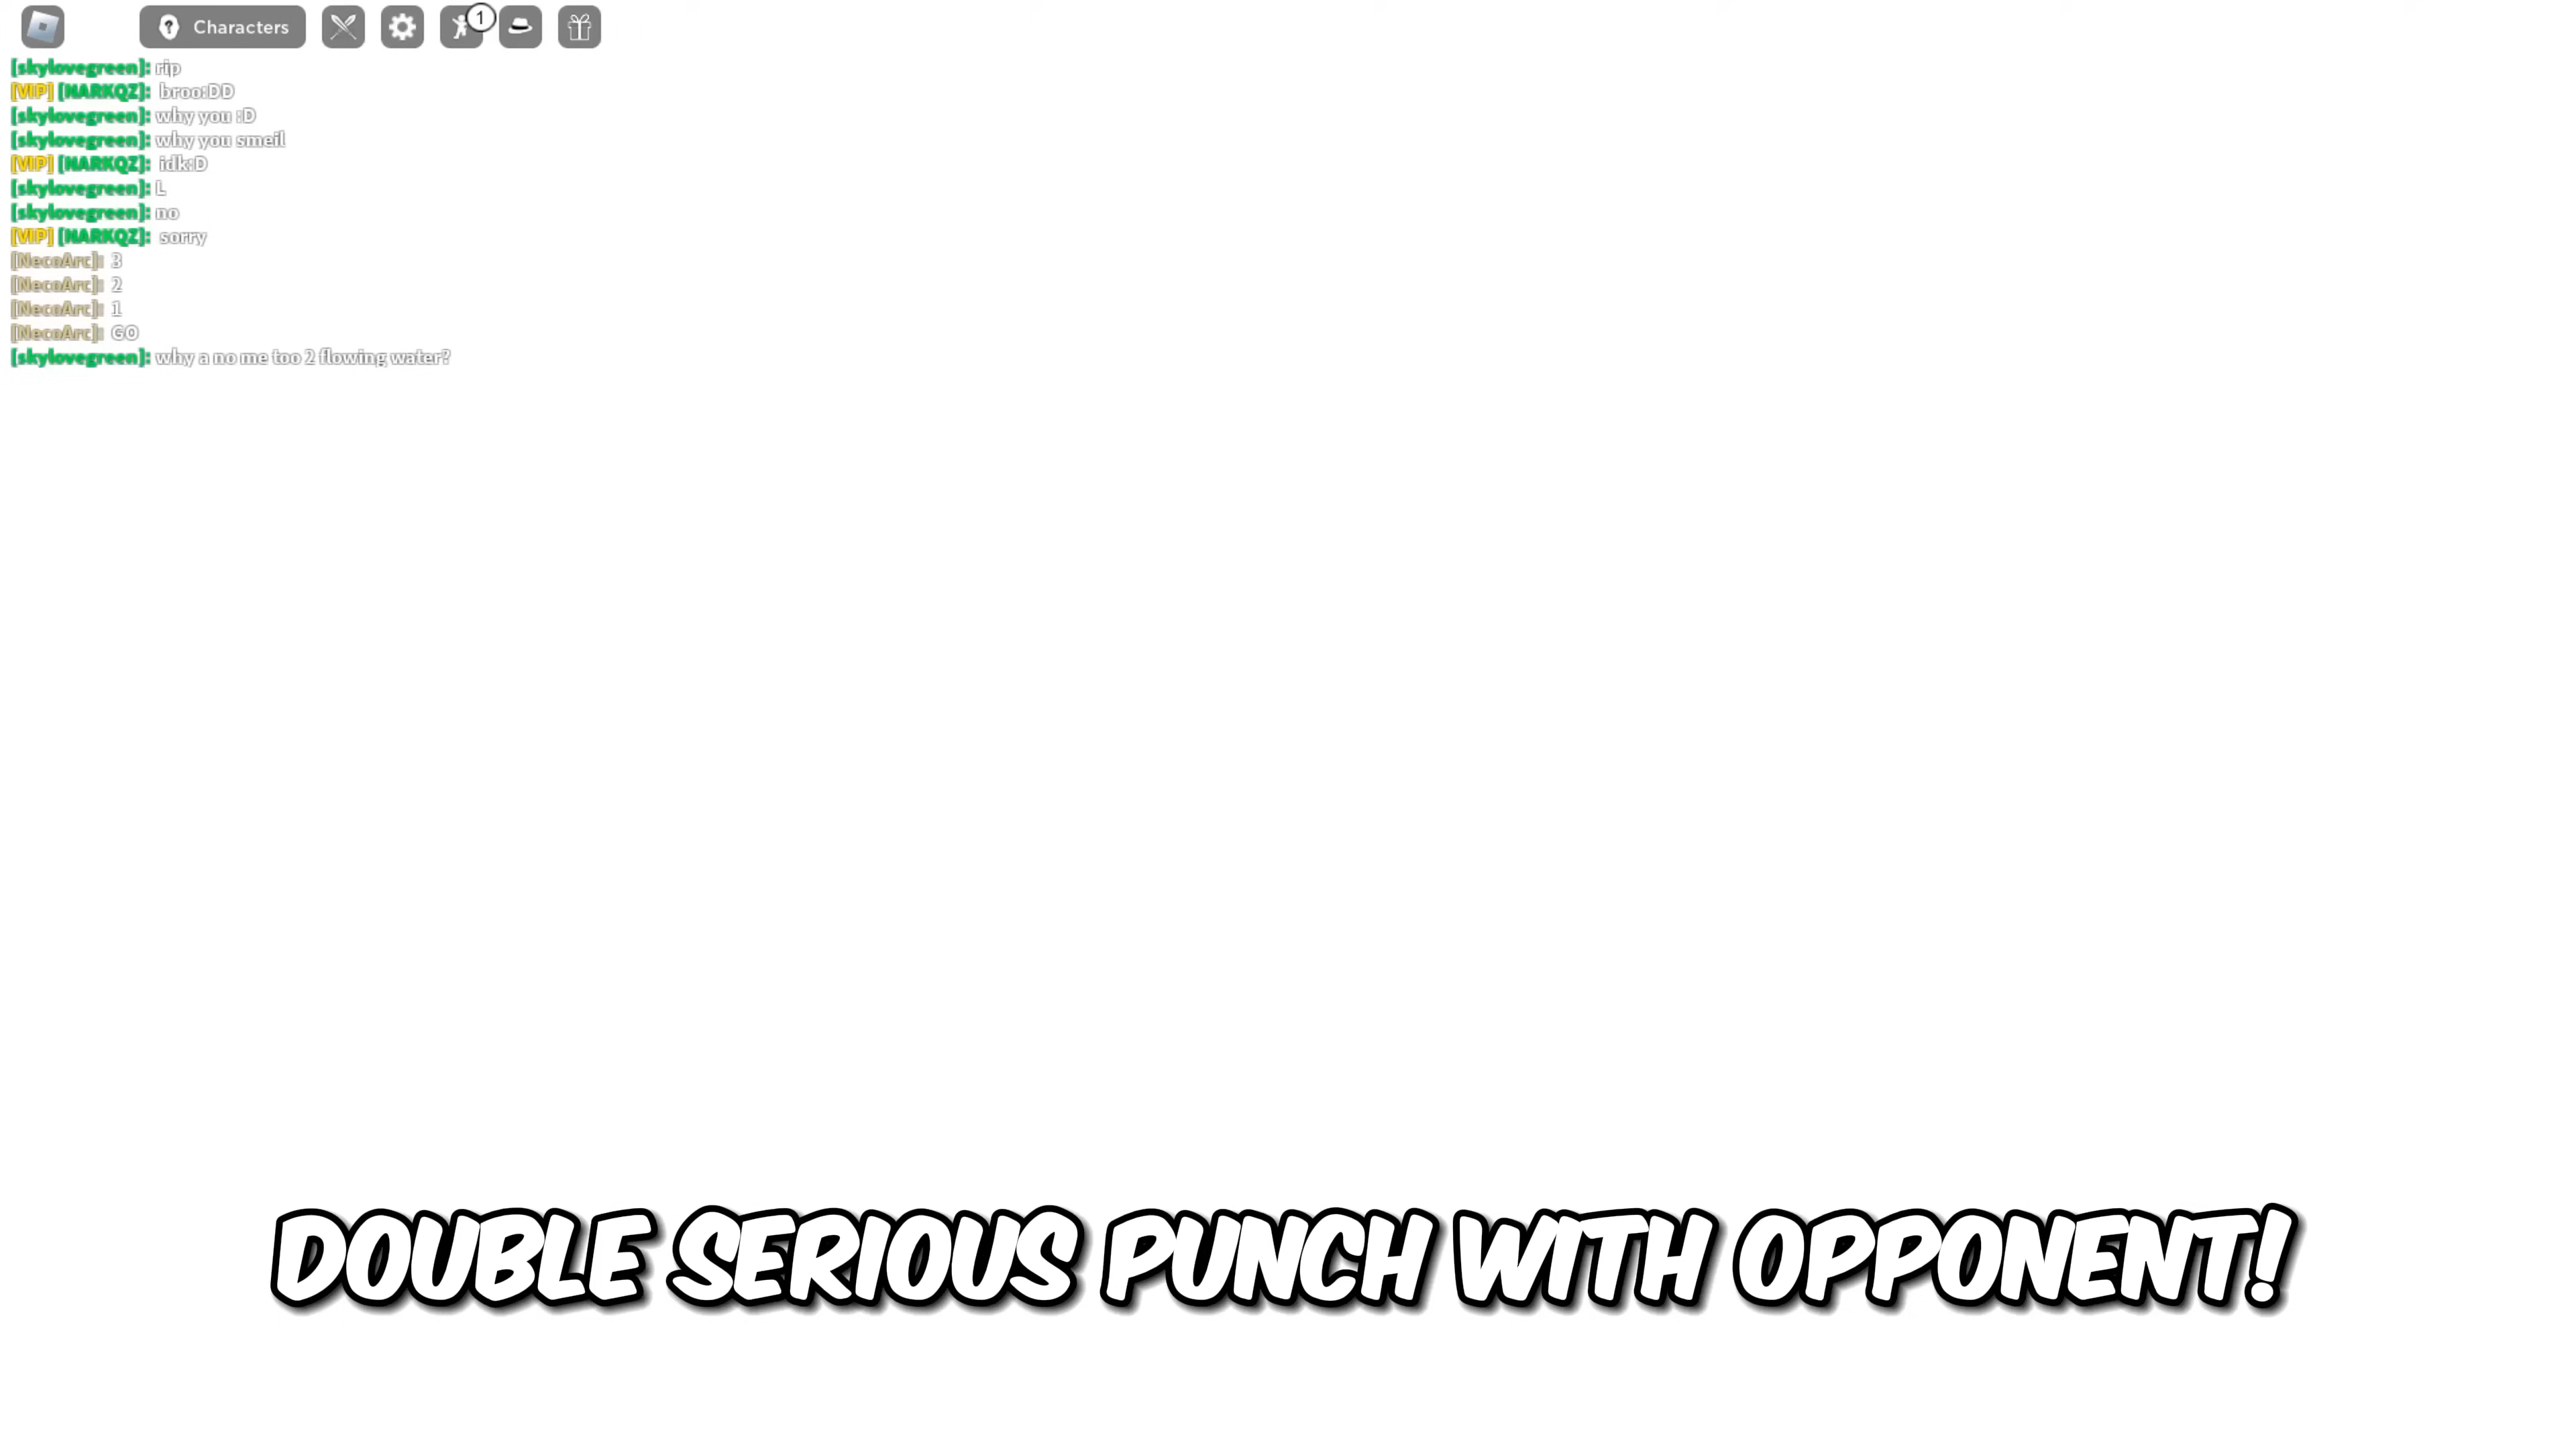 Characters
1
[skylovegreen]: rip
[VIP] [NARKQZ]: broo:DD
[skylovegreen]: why you :D
[skylovegreen]: why you smeil
[VIP] [NARKQZ]: idk:D
[skylovegreen]: L
[skylovegreen]: no
[VIP] [NARKQZ]: sorry
[NecoArc]: 3
[NecoArc]: 2
[NecoArc]: 1
[NecoArc]: GO
[skylovegreen]: why a no me too 2 flowing water?
DOUBLE SERIOUS PUNCH WITH OPPONENT!